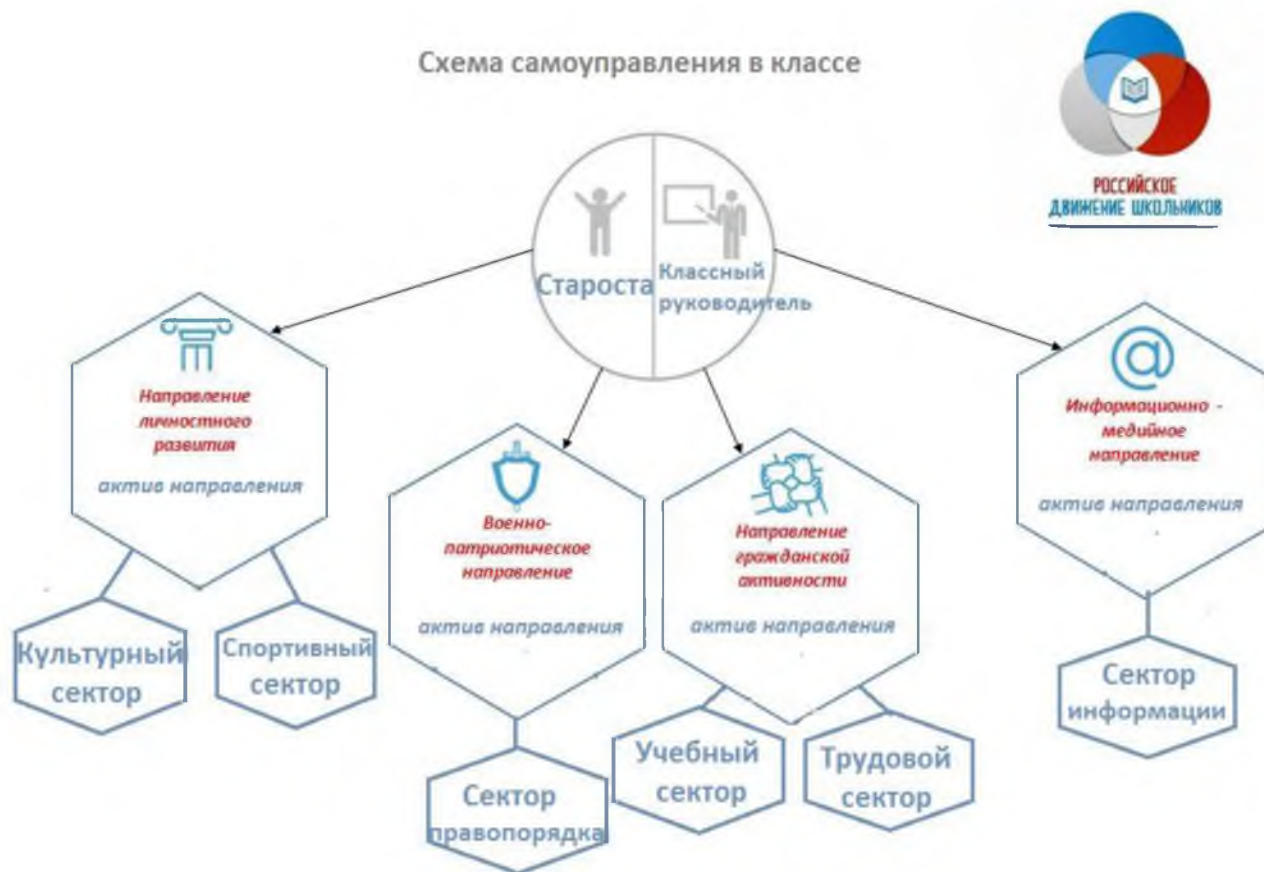 Схема самоуправления в классе
РОССИЙСКОЕ
ДВИЖЕНИЕ ШКОЛЬНИКОВ
Староста
Классный
руководитель
Направление
личностного
развития
актив направления
Военно-
патриотическое
направление
актив направления
Направление
гражданской
активности
актив направления
Информационно -
медийное
направление
актив направления
Культурный
сектор
Спортивный
сектор
Сектор
правопорядка
Учебный
сектор
Трудовой
сектор
Сектор
информации